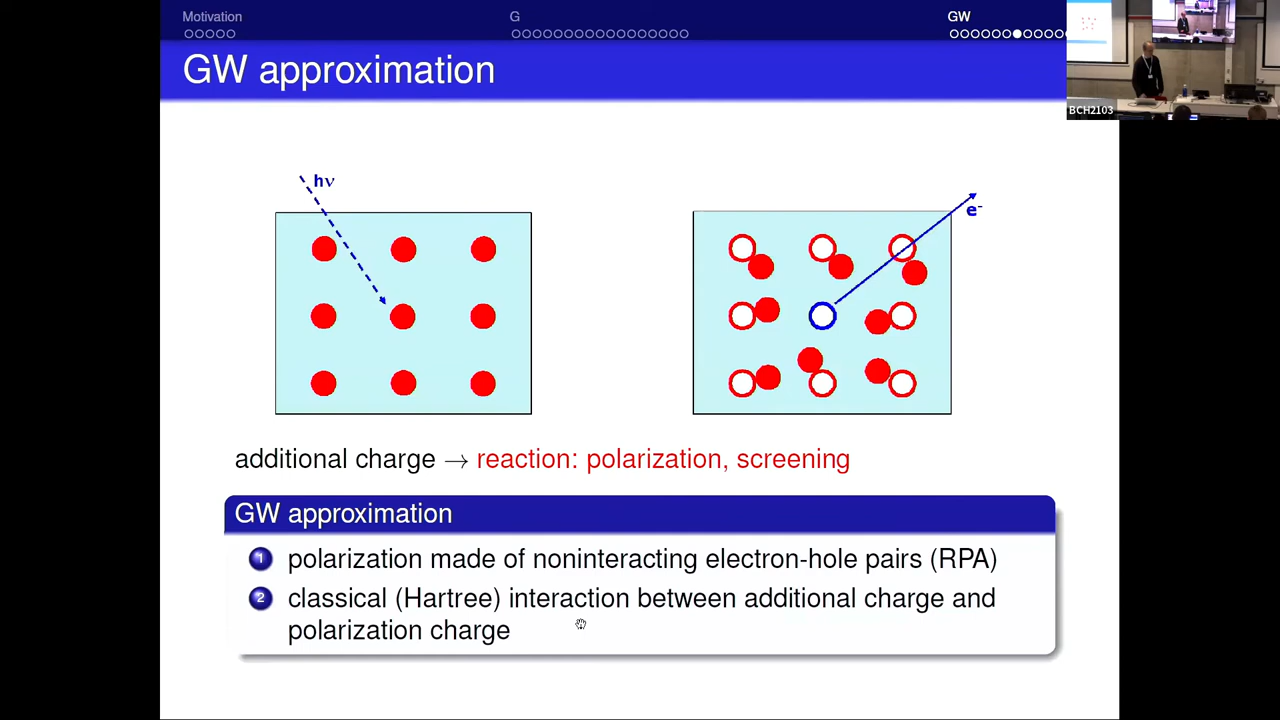 Motivation
G
GW
GW approximation
BCH2103
hν
e⁻
additional charge → reaction: polarization, screening
GW approximation
1 polarization made of noninteracting electron-hole pairs (RPA)
2 classical (Hartree) interaction between additional charge and
polarization charge